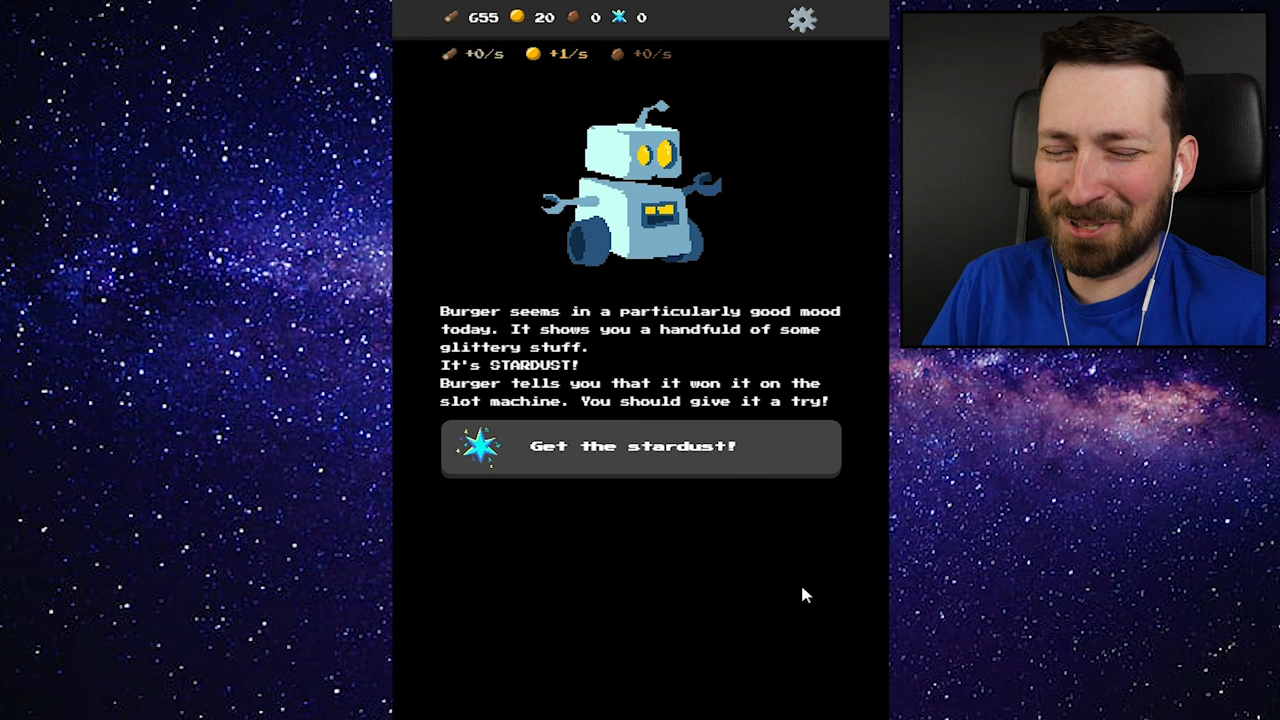 655 20 0 0
+0/s +1/s +0/s
Burger seems in a particularly good mood
today. It shows you a handfuld of some
glittery stuff.
It's STARDUST!
Burger tells you that it won it on the
slot machine. You should give it a try!
Get the stardust!